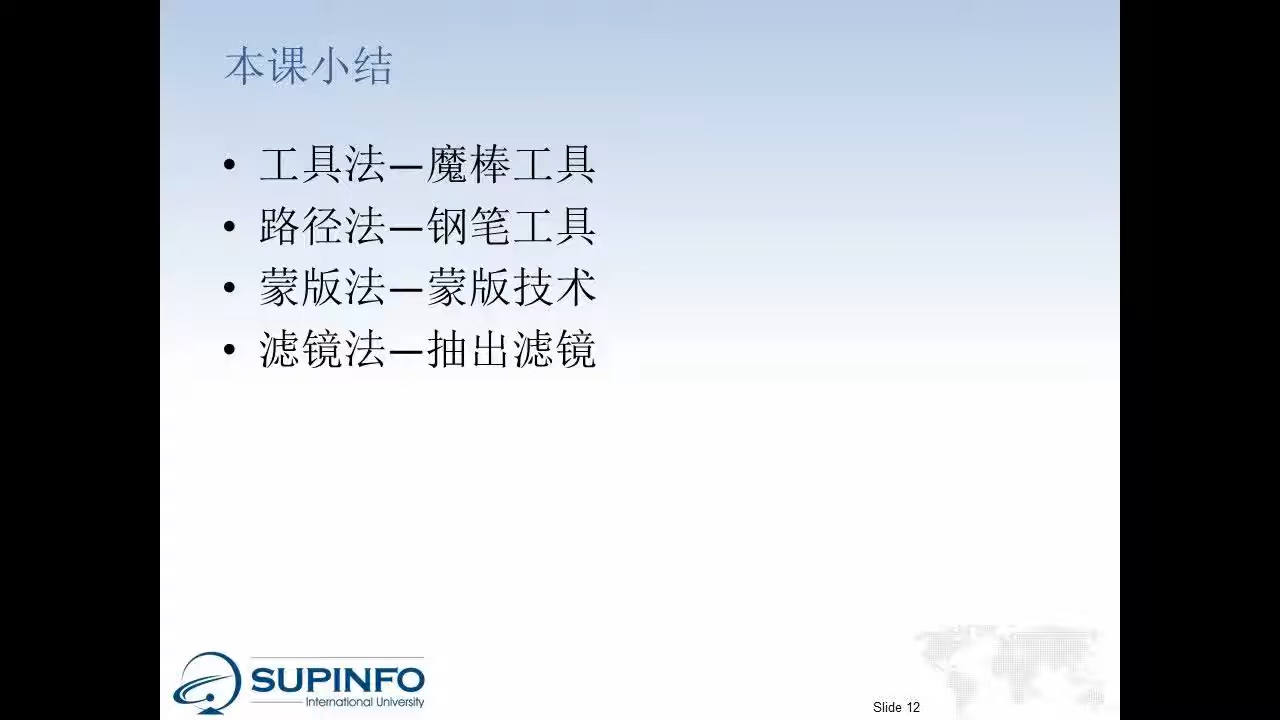 本课小结
• 工具法—魔棒工具
• 路径法—钢笔工具
• 蒙版法—蒙版技术
• 滤镜法—抽出滤镜
SUPINFO
International University
Slide 12